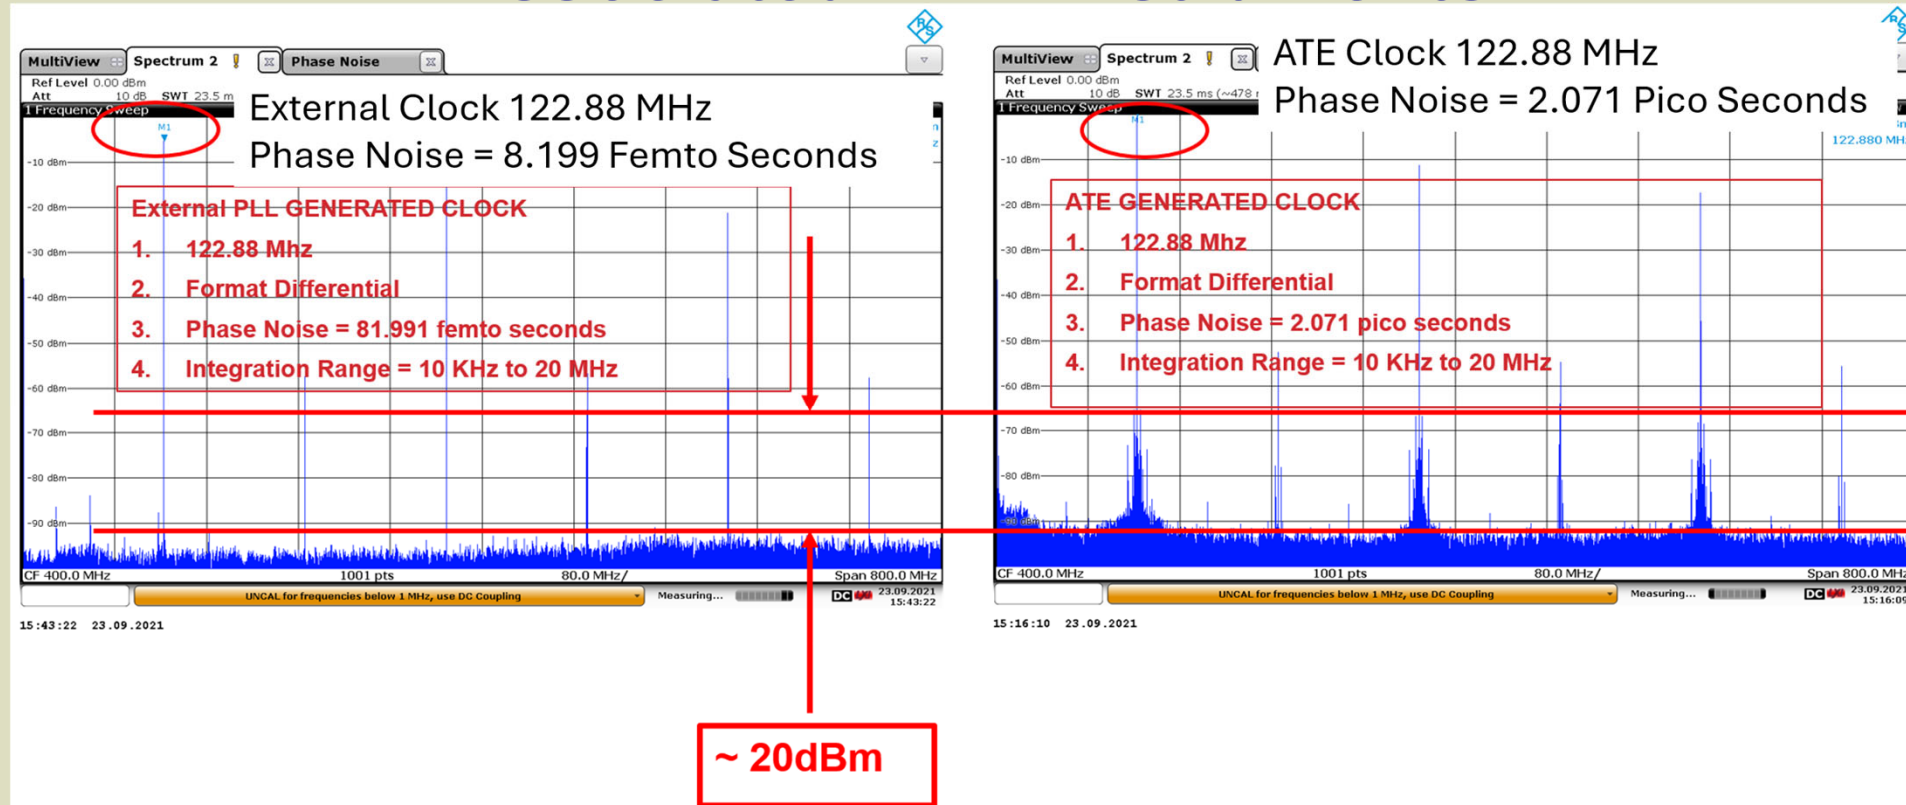 MultiView
Spectrum 2
Phase Noise
Ref Level 0.00 dBm
Att 10 dB SWT 23.5 m
1 Frequency Sweep
M1
External Clock 122.88 MHz
Phase Noise = 8.199 Femto Seconds
External PLL GENERATED CLOCK
1. 122.88 Mhz
2. Format Differential
3. Phase Noise = 81.991 femto seconds
4. Integration Range = 10 KHz to 20 MHz
-10 dBm
-20 dBm
-30 dBm
-40 dBm
-50 dBm
-60 dBm
-70 dBm
-80 dBm
-90 dBm
CF 400.0 MHz 1001 pts 80.0 MHz/ Span 800.0 MHz
UNCAL for frequencies below 1 MHz, use DC Coupling
Measuring...
DC
23.09.2021
15:43:22
15:43:22 23.09.2021
MultiView
Spectrum 2
Ref Level 0.00 dBm
Att 10 dB SWT 23.5 ms (~478
1 Frequency Sweep
M1
ATE Clock 122.88 MHz
Phase Noise = 2.071 Pico Seconds
122.880 MHz
ATE GENERATED CLOCK
1. 122.88 Mhz
2. Format Differential
3. Phase Noise = 2.071 pico seconds
4. Integration Range = 10 KHz to 20 MHz
-10 dBm
-20 dBm
-30 dBm
-40 dBm
-50 dBm
-60 dBm
-70 dBm
-80 dBm
CF 400.0 MHz 1001 pts 80.0 MHz/ Span 800.0 MHz
UNCAL for frequencies below 1 MHz, use DC Coupling
Measuring...
DC
23.09.2021
15:16:09
15:16:10 23.09.2021
~ 20dBm